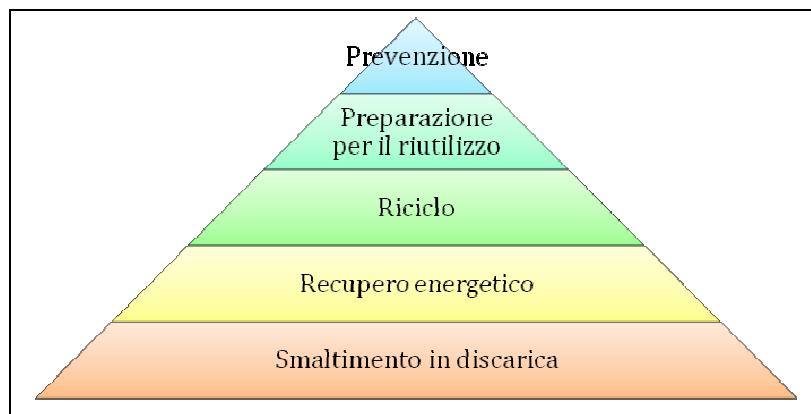 Prevenzione
Preparazione
per il riutilizzo
Riciclo
Recupero energetico
Smaltimento in discarica